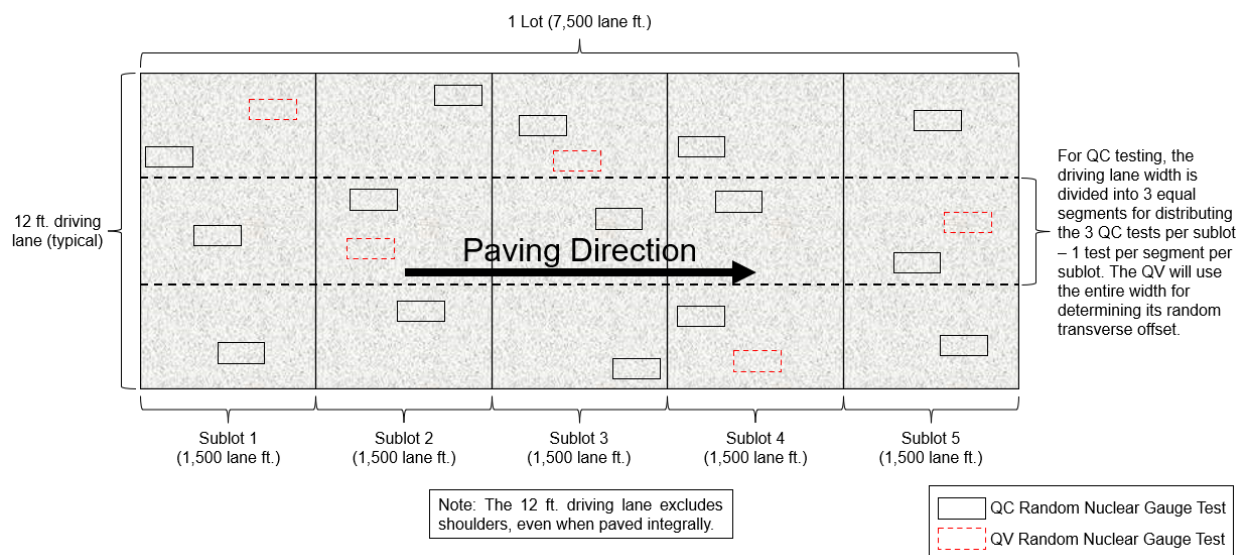 1 Lot (7,500 lane ft.)
12 ft. driving
lane (typical)
Paving Direction
For QC testing, the
driving lane width is
divided into 3 equal
segments for distributing
the 3 QC tests per sublot
– 1 test per segment per
sublot. The QV will use
the entire width for
determining its random
transverse offset.
Sublot 1
(1,500 lane ft.)
Sublot 2
(1,500 lane ft.)
Sublot 3
(1,500 lane ft.)
Sublot 4
(1,500 lane ft.)
Sublot 5
(1,500 lane ft.)
Note: The 12 ft. driving lane excludes
shoulders, even when paved integrally.
QC Random Nuclear Gauge Test
QV Random Nuclear Gauge Test